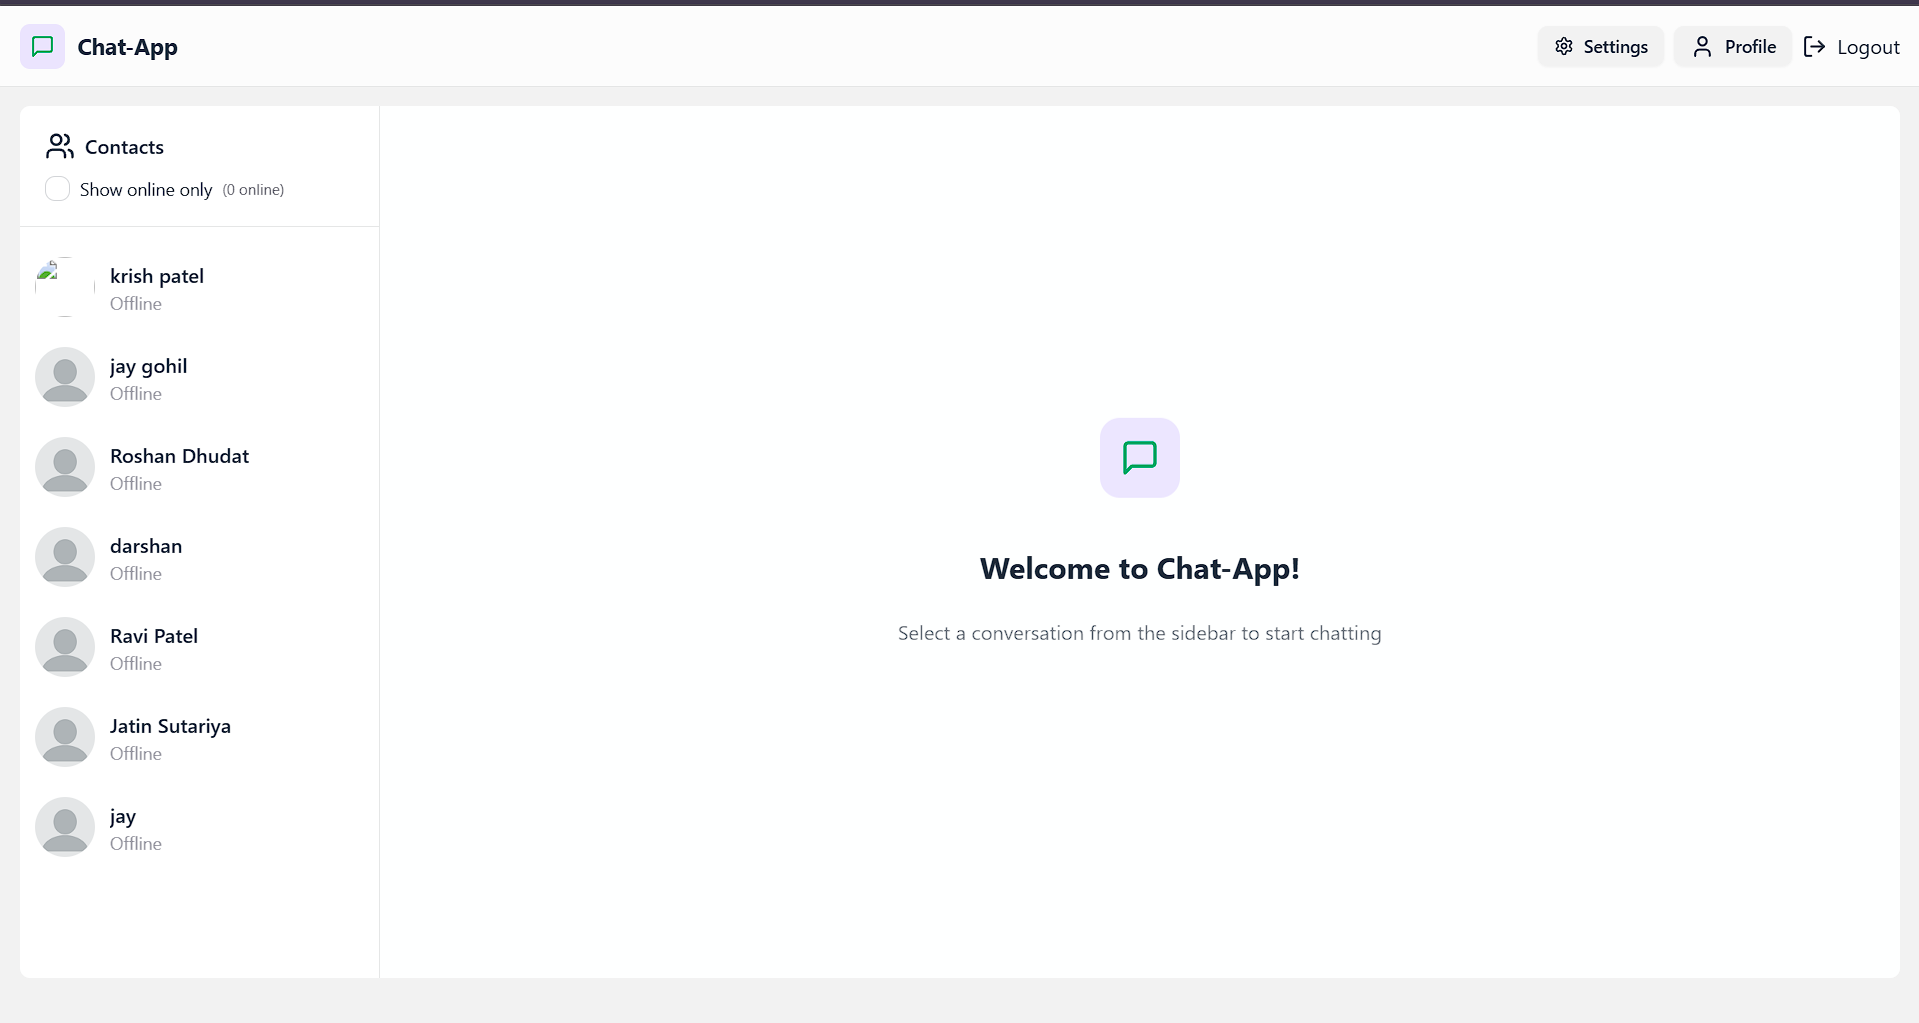 Chat-App
Settings
Profile
Logout
Contacts
Show online only (0 online)
krish patel
Offline
jay gohil
Offline
Roshan Dhudat
Offline
darshan
Offline
Ravi Patel
Offline
Jatin Sutariya
Offline
jay
Offline
Welcome to Chat-App!
Select a conversation from the sidebar to start chatting